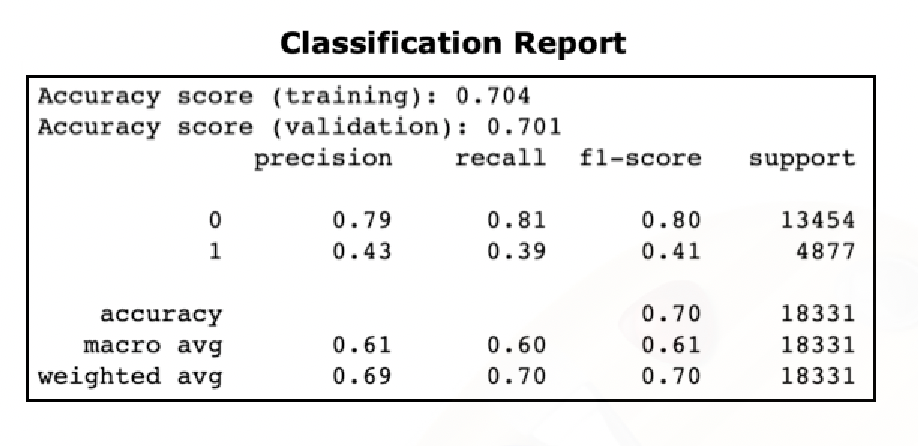 Classification Report
Accuracy score (training): 0.704
Accuracy score (validation): 0.701
precision recall f1-score support
0 0.79 0.81 0.80 13454
1 0.43 0.39 0.41 4877
accuracy 0.70 18331
macro avg 0.61 0.60 0.61 18331
weighted avg 0.69 0.70 0.70 18331